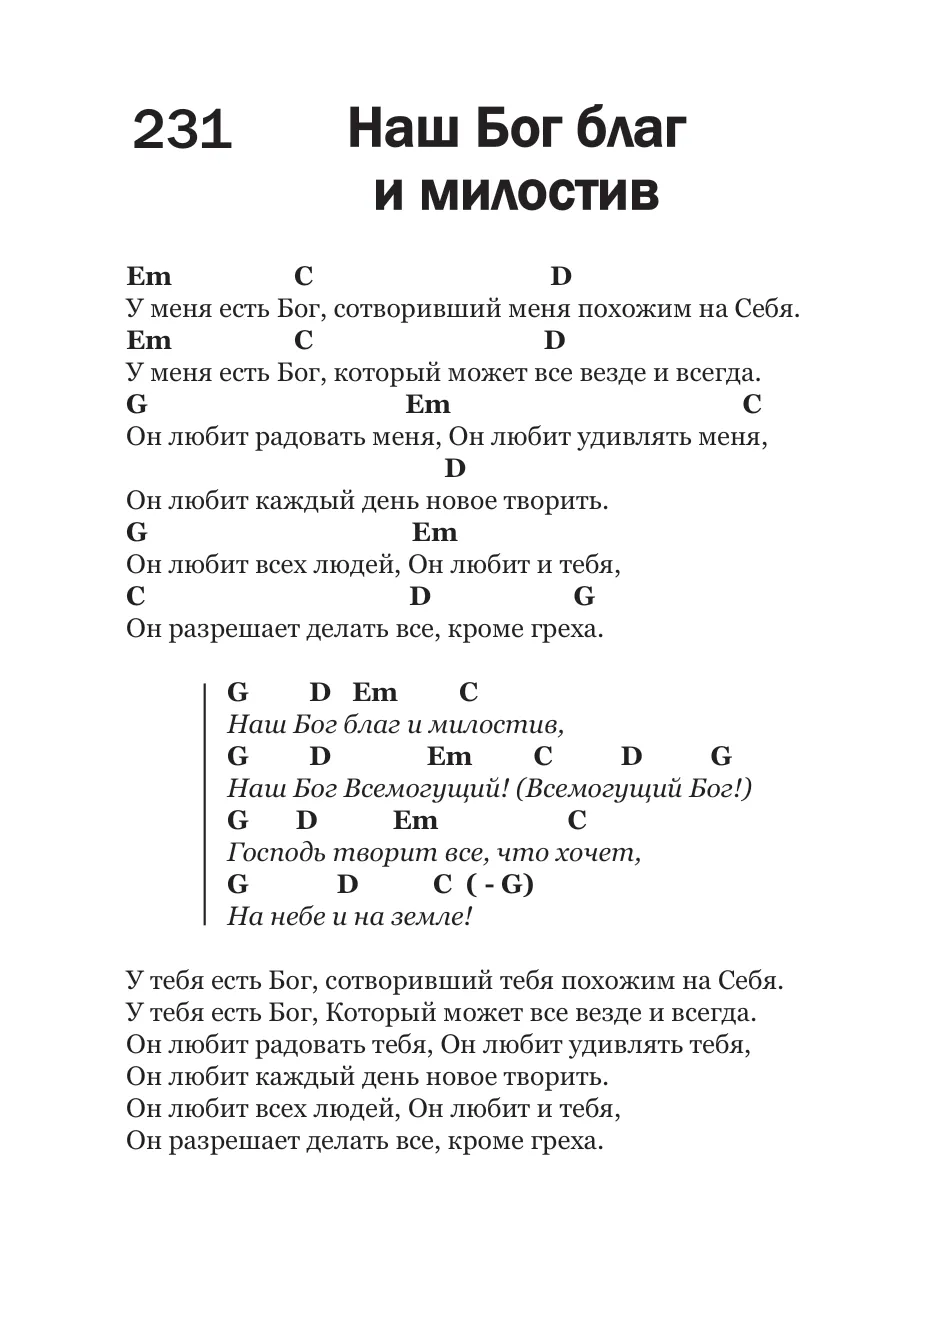 231 Наш Бог благ
и милостив
Em C D
У меня есть Бог, сотворивший меня похожим на Себя.
Em C D
У меня есть Бог, который может все везде и всегда.
G Em C
Он любит радовать меня, Он любит удивлять меня,
D
Он любит каждый день новое творить.
G Em
Он любит всех людей, Он любит и тебя,
C D G
Он разрешает делать все, кроме греха.
G D Em C
Наш Бог благ и милостив,
G D Em C D G
Наш Бог Всемогущий! (Всемогущий Бог!)
G D Em C
Господь творит все, что хочет,
G D C ( - G)
На небе и на земле!
У тебя есть Бог, сотворивший тебя похожим на Себя.
У тебя есть Бог, Который может все везде и всегда.
Он любит радовать тебя, Он любит удивлять тебя,
Он любит каждый день новое творить.
Он любит всех людей, Он любит и тебя,
Он разрешает делать все, кроме греха.